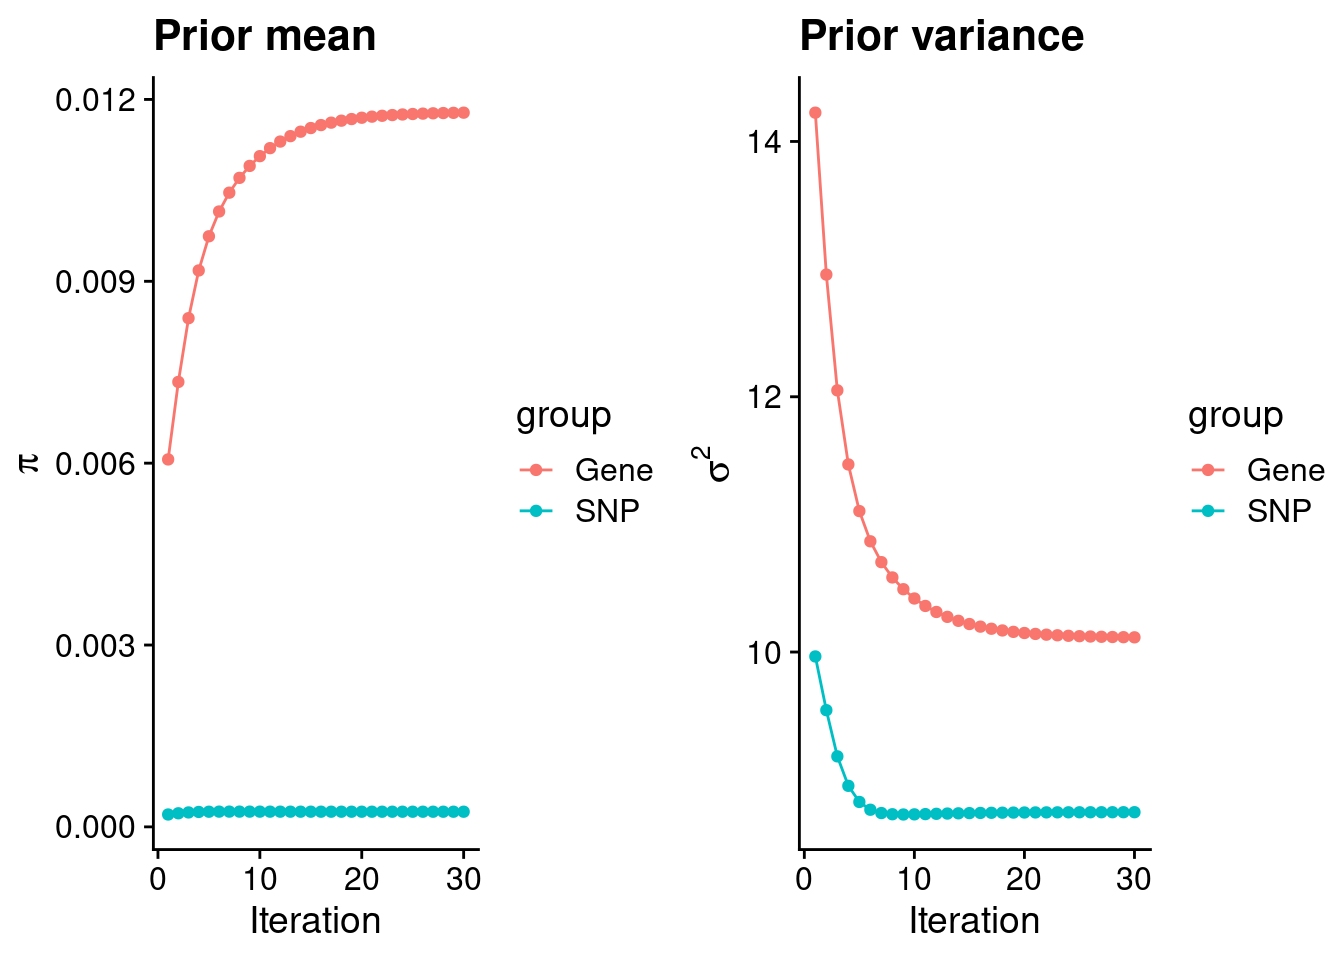 Prior mean
0.012
0.009
0.006
0.003
0.000
π
0 10 20 30
Iteration
group
Gene
SNP
Prior variance
14
12
10
σ²
0 10 20 30
Iteration
group
Gene
SNP